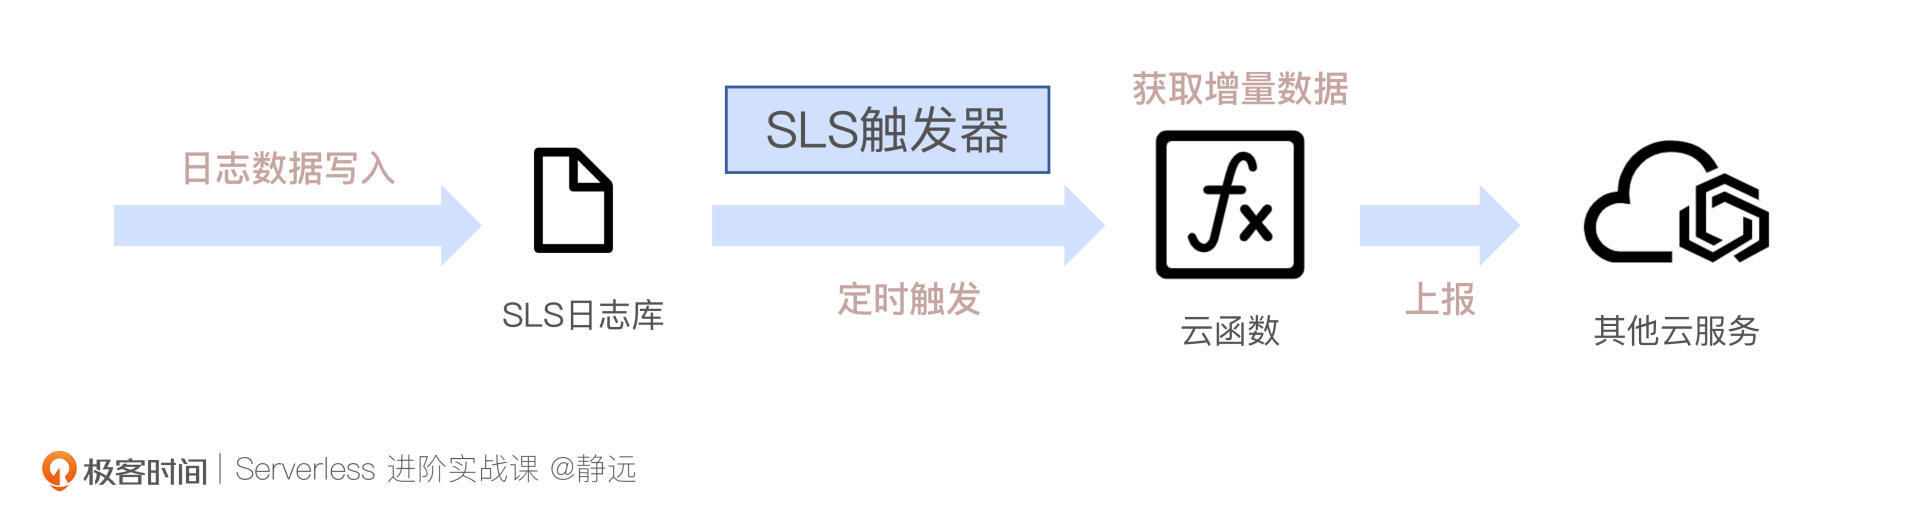 获取增量数据
SLS触发器
日志数据写入
fx
定时触发
上报
SLS日志库
云函数
其他云服务
极客时间 | Serverless 进阶实战课 @静远